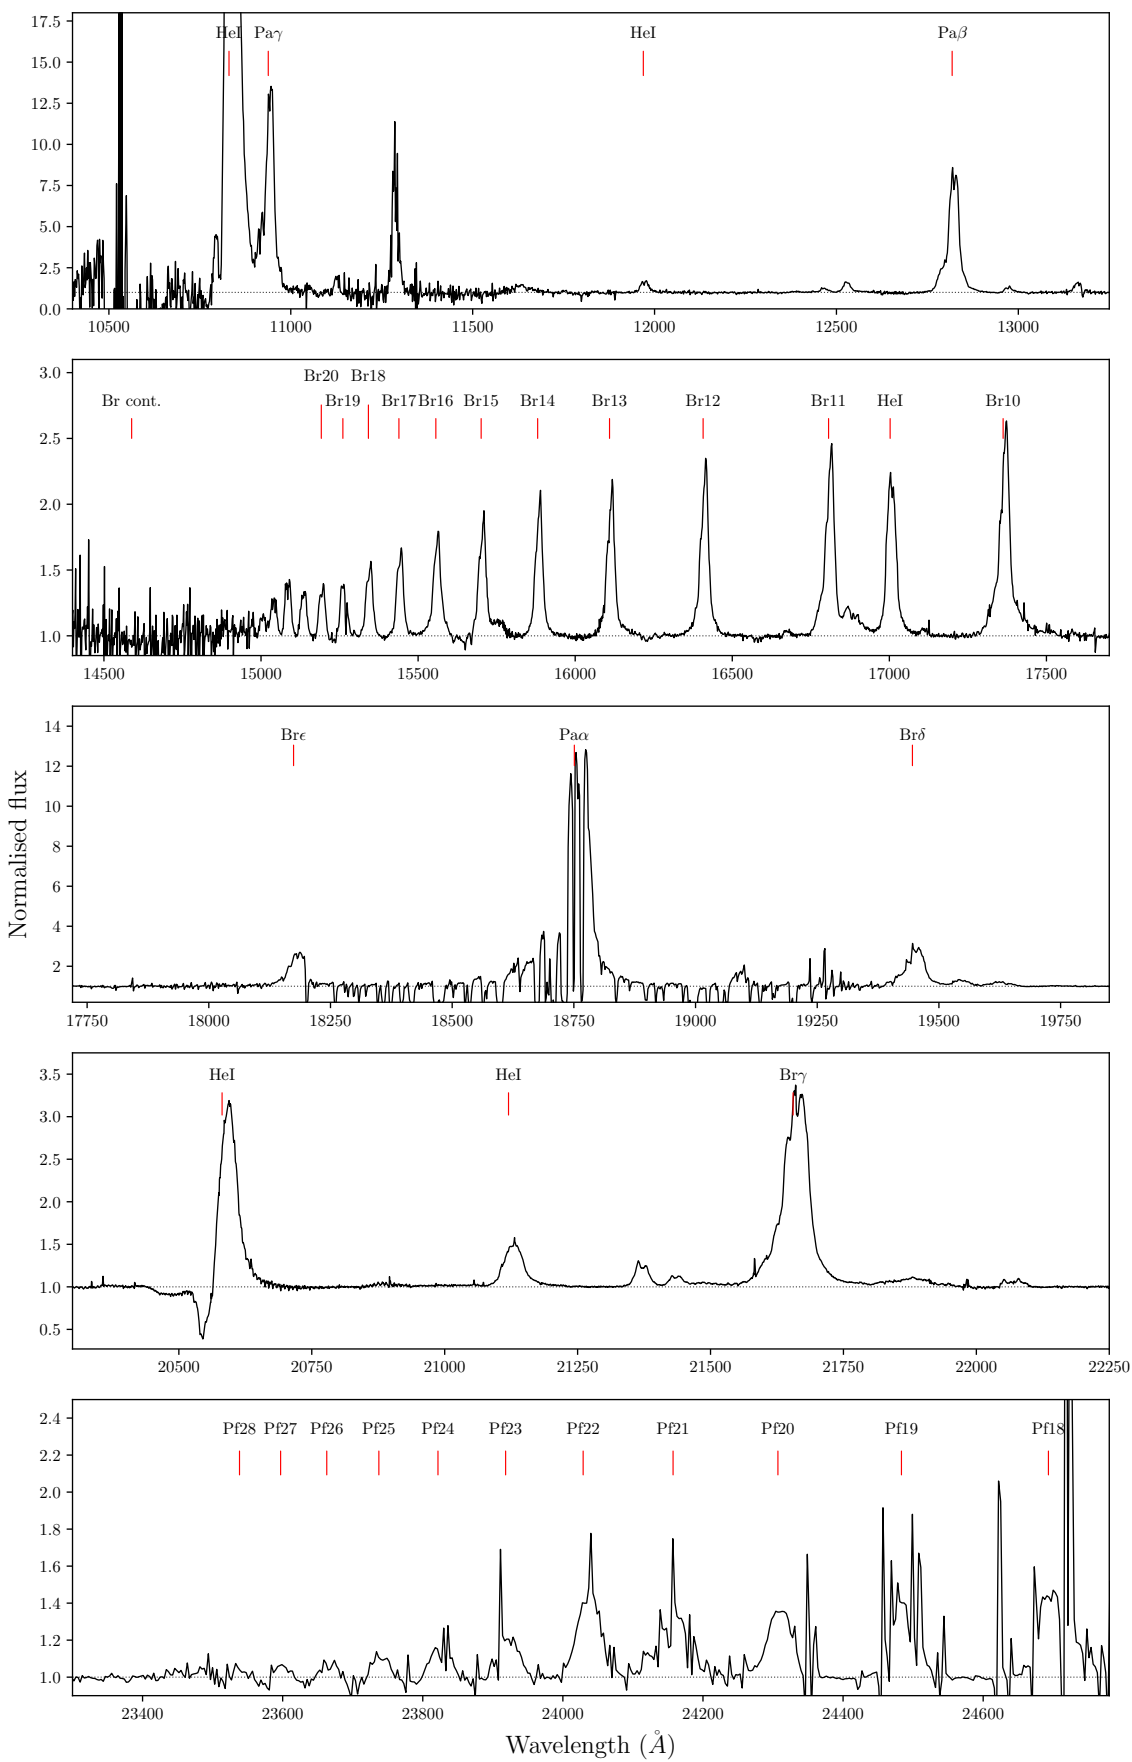 17.5
15.0
12.5
10.0
7.5
5.0
2.5
0.0
HeI Paγ HeI Paβ
10500 11000 11500 12000 12500 13000
3.0
2.5
2.0
1.5
1.0
Br20 Br18
Br cont. Br19 Br17 Br16 Br15 Br14 Br13 Br12 Br11 HeI Br10
14500 15000 15500 16000 16500 17000 17500
14
12
10
8
6
4
2
Brϵ Paα Brδ
17750 18000 18250 18500 18750 19000 19250 19500 19750
Normalised flux
3.5
3.0
2.5
2.0
1.5
1.0
0.5
HeI HeI Brγ
20500 20750 21000 21250 21500 21750 22000 22250
2.4
2.2
2.0
1.8
1.6
1.4
1.2
1.0
Pf28 Pf27 Pf26 Pf25 Pf24 Pf23 Pf22 Pf21 Pf20 Pf19 Pf18
23400 23600 23800 24000 24200 24400 24600
Wavelength (Å)